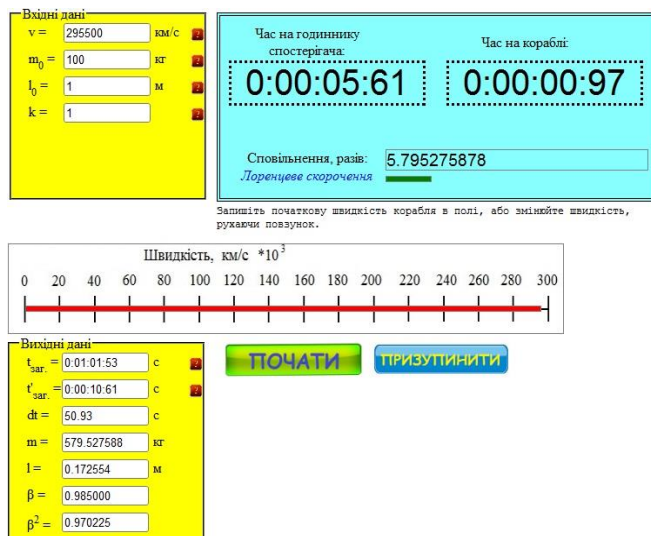 Вхідні дані
v = 295500 км/с
m0 = 100 кг
l0 = 1 м
k = 1
Час на годиннику
спостерігача:
Час на кораблі:
0:00:05:61
0:00:00:97
Сповільнення, разів: 5.795275878
Лоренцеве скорочення
Запишіть початкову швидкість корабля в полі, або змінюйте швидкість,
рухаючи повзунок.
Швидкість, км/с *10^3
0 20 40 60 80 100 120 140 160 180 200 220 240 260 280 300
Вихідні дані
tзаг. = 0:01:01:53 с
t'заг. = 0:00:10:61 с
dt = 50.93 с
m = 579.527588 кг
l = 0.172554 м
β = 0.985000
β² = 0.970225
ПОЧАТИ
ПРИЗУПИНИТИ